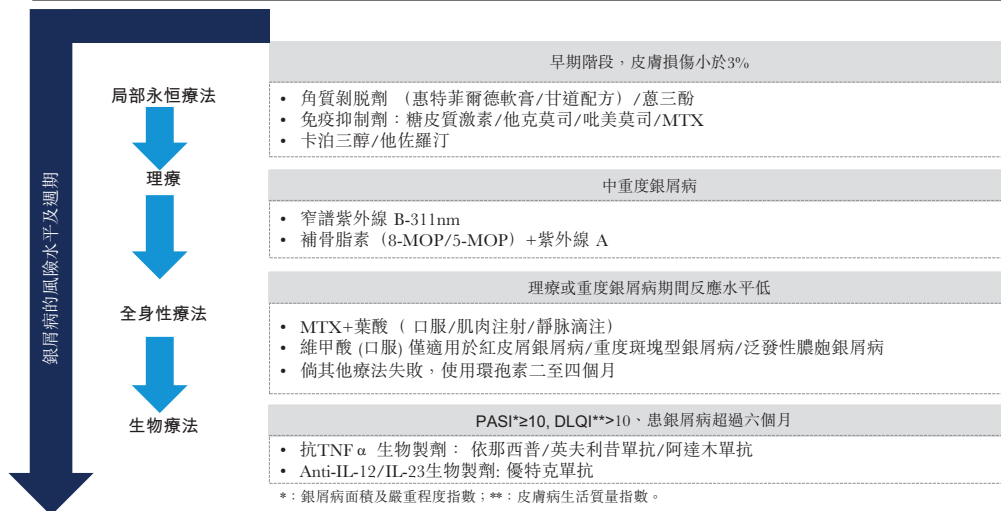 銀屑病的風險水平及週期
局部永恒療法
早期階段，皮膚損傷小於3%
• 角質剝脱劑 （惠特菲爾德軟膏/甘道配方）/蒽三酚
• 免疫抑制劑：糖皮質激素/他克莫司/吡美莫司/MTX
• 卡泊三醇/他佐羅汀
理療
中重度銀屑病
• 窄譜紫外線 B-311nm
• 補骨脂素（8-MOP/5-MOP）+紫外線 A
全身性療法
理療或重度銀屑病期間反應水平低
• MTX+葉酸（ 口服/肌肉注射/靜脉滴注）
• 維甲酸 (口服) 僅適用於紅皮屑銀屑病/重度斑塊型銀屑病/泛發性膿皰銀屑病
• 倘其他療法失敗，使用環孢素二至四個月
生物療法
PASI*≥10, DLQI**>10、患銀屑病超過六個月
• 抗TNF α 生物製劑： 依那西普/英夫利昔單抗/阿達木單抗
• Anti-IL-12/IL-23生物製劑: 優特克單抗
*：銀屑病面積及嚴重程度指數；**：皮膚病生活質量指數。